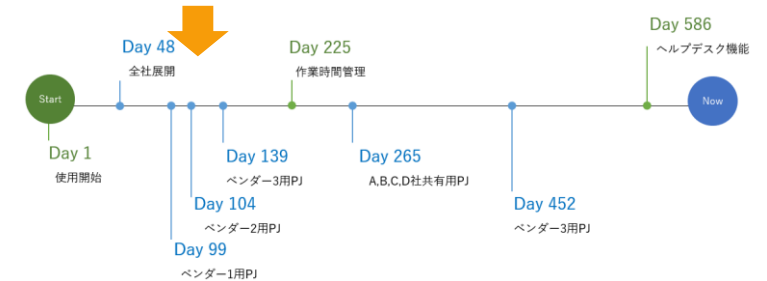 Day 586
ヘルプデスク機能
Day 48
全社展開
Day 225
作業時間管理
Start
Now
Day 1
使用開始
Day 139
ベンダー3用PJ
Day 265
A,B,C,D社共有用PJ
Day 104
ベンダー2用PJ
Day 452
ベンダー3用PJ
Day 99
ベンダー1用PJ